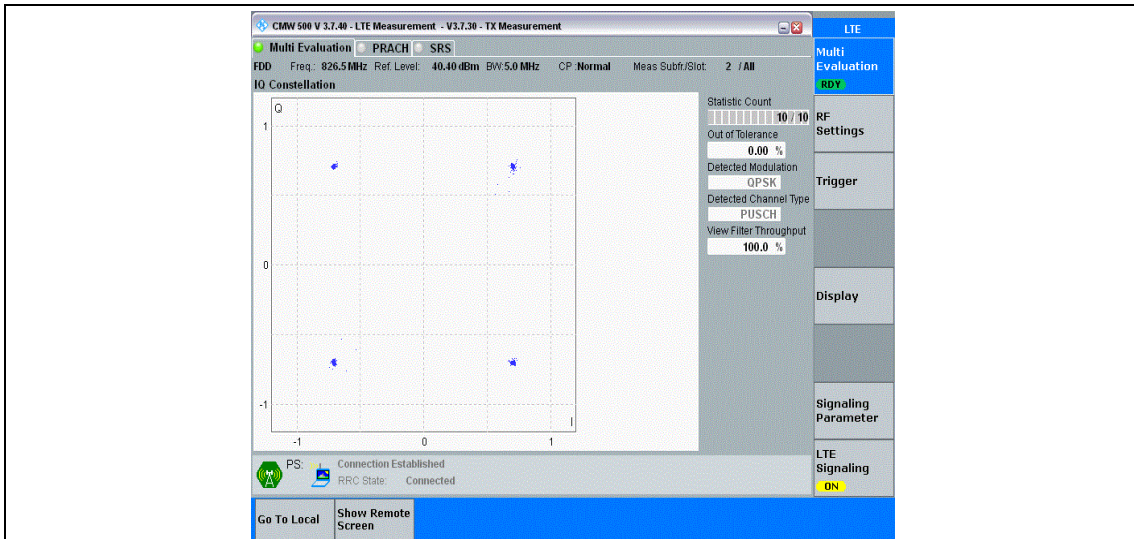 CMW 500 V 3.7.40 - LTE Measurement - V3.7.30 - TX Measurement
LTE
Multi Evaluation PRACH SRS
Multi
Evaluation
RDY
FDD Freq.: 826.5 MHz Ref. Level: 40.40 dBm BW:5.0 MHz CP :Normal Meas Subfr./Slot: 2 / All
IQ Constellation
Q
1
0
-1
-1 0 1
I
Statistic Count
10 / 10
Out of Tolerance
0.00 %
Detected Modulation
QPSK
Detected Channel Type
PUSCH
View Filter Throughput
100.0 %
RF
Settings
Trigger
Display
Signaling
Parameter
LTE
Signaling
ON
PS: Connection Established
RRC State: Connected
Go To Local
Show Remote
Screen